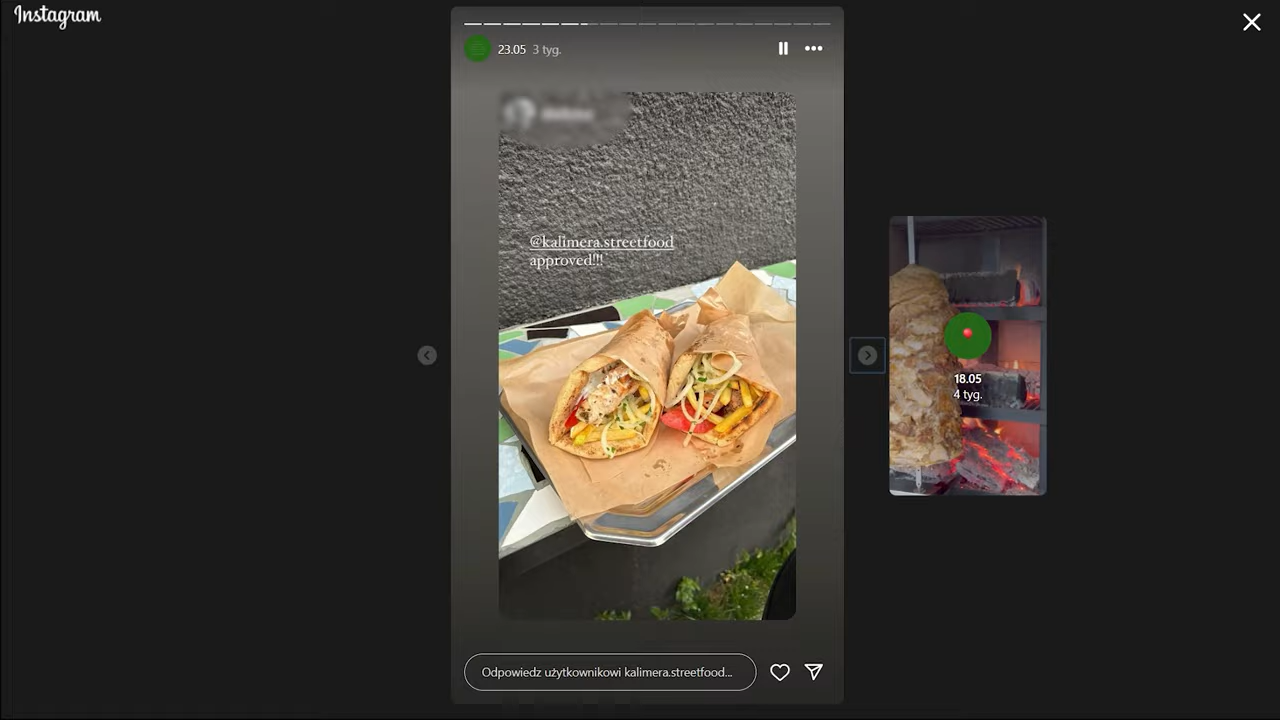 Instagram
23.05 3 tyg.
@kalimera.streetfood
approved!!!
18.05
4 tyg.
Odpowiedz użytkownikowi kalimera.streetfood...